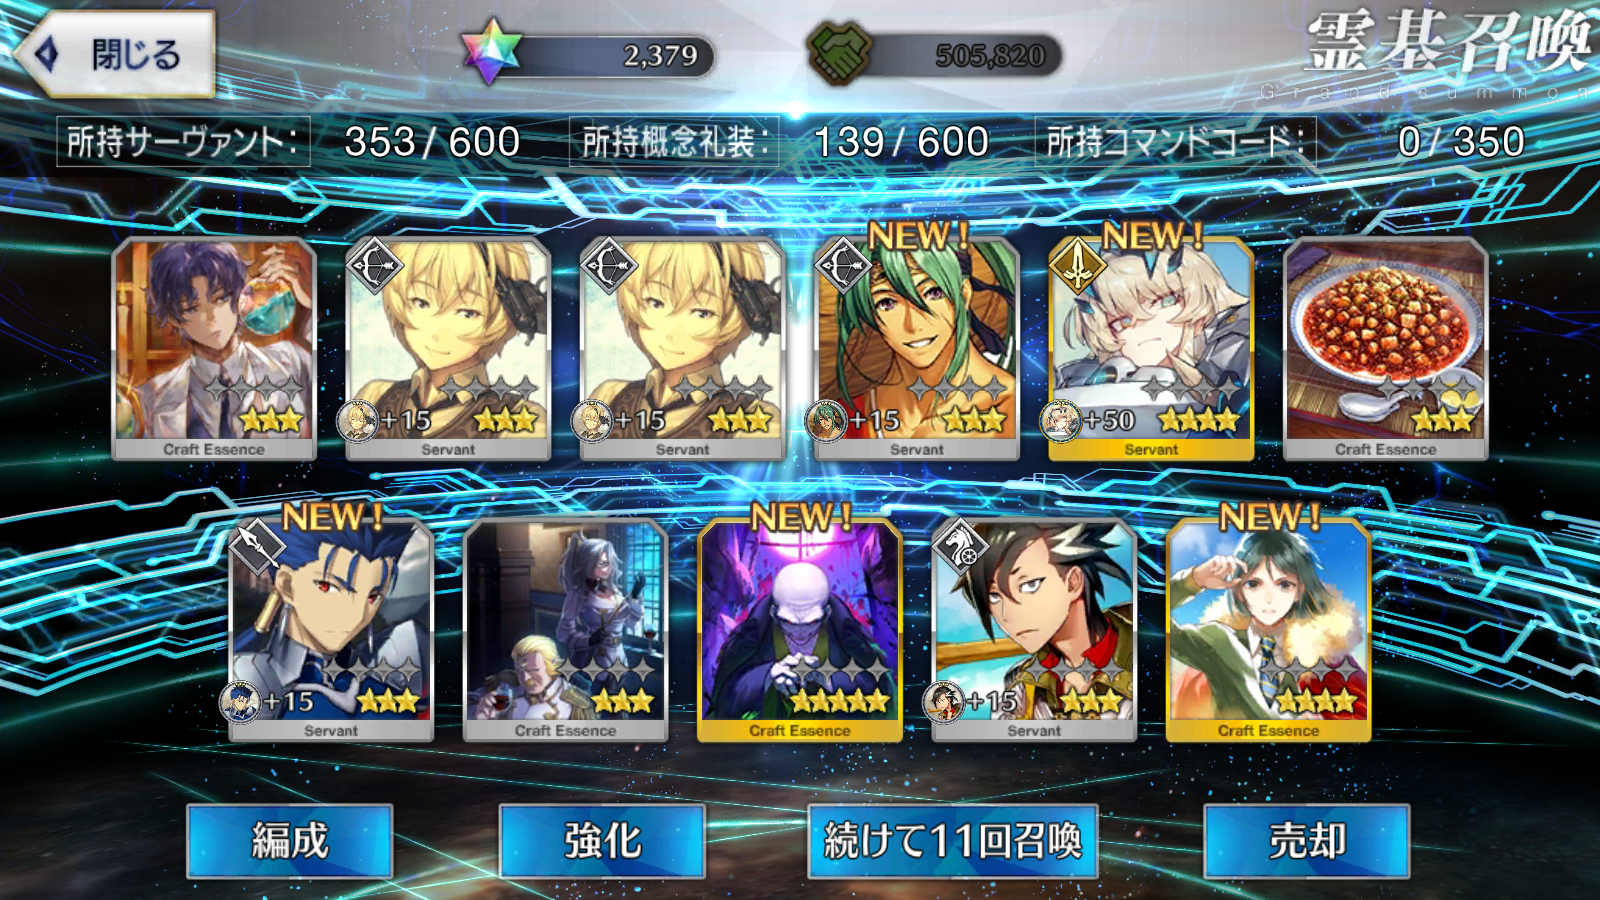 閉じる
2,379
505,820
霊基召喚
Grand summon
所持サーヴァント:
353/600
所持概念礼装:
139/600
所持コマンドコード:
0/350
Craft Essence
+15
Servant
+15
Servant
NEW!
+15
Servant
NEW!
+50
Servant
Craft Essence
NEW!
+15
Servant
Craft Essence
NEW!
Craft Essence
+15
Servant
NEW!
Craft Essence
編成
強化
続けて11回召喚
売却